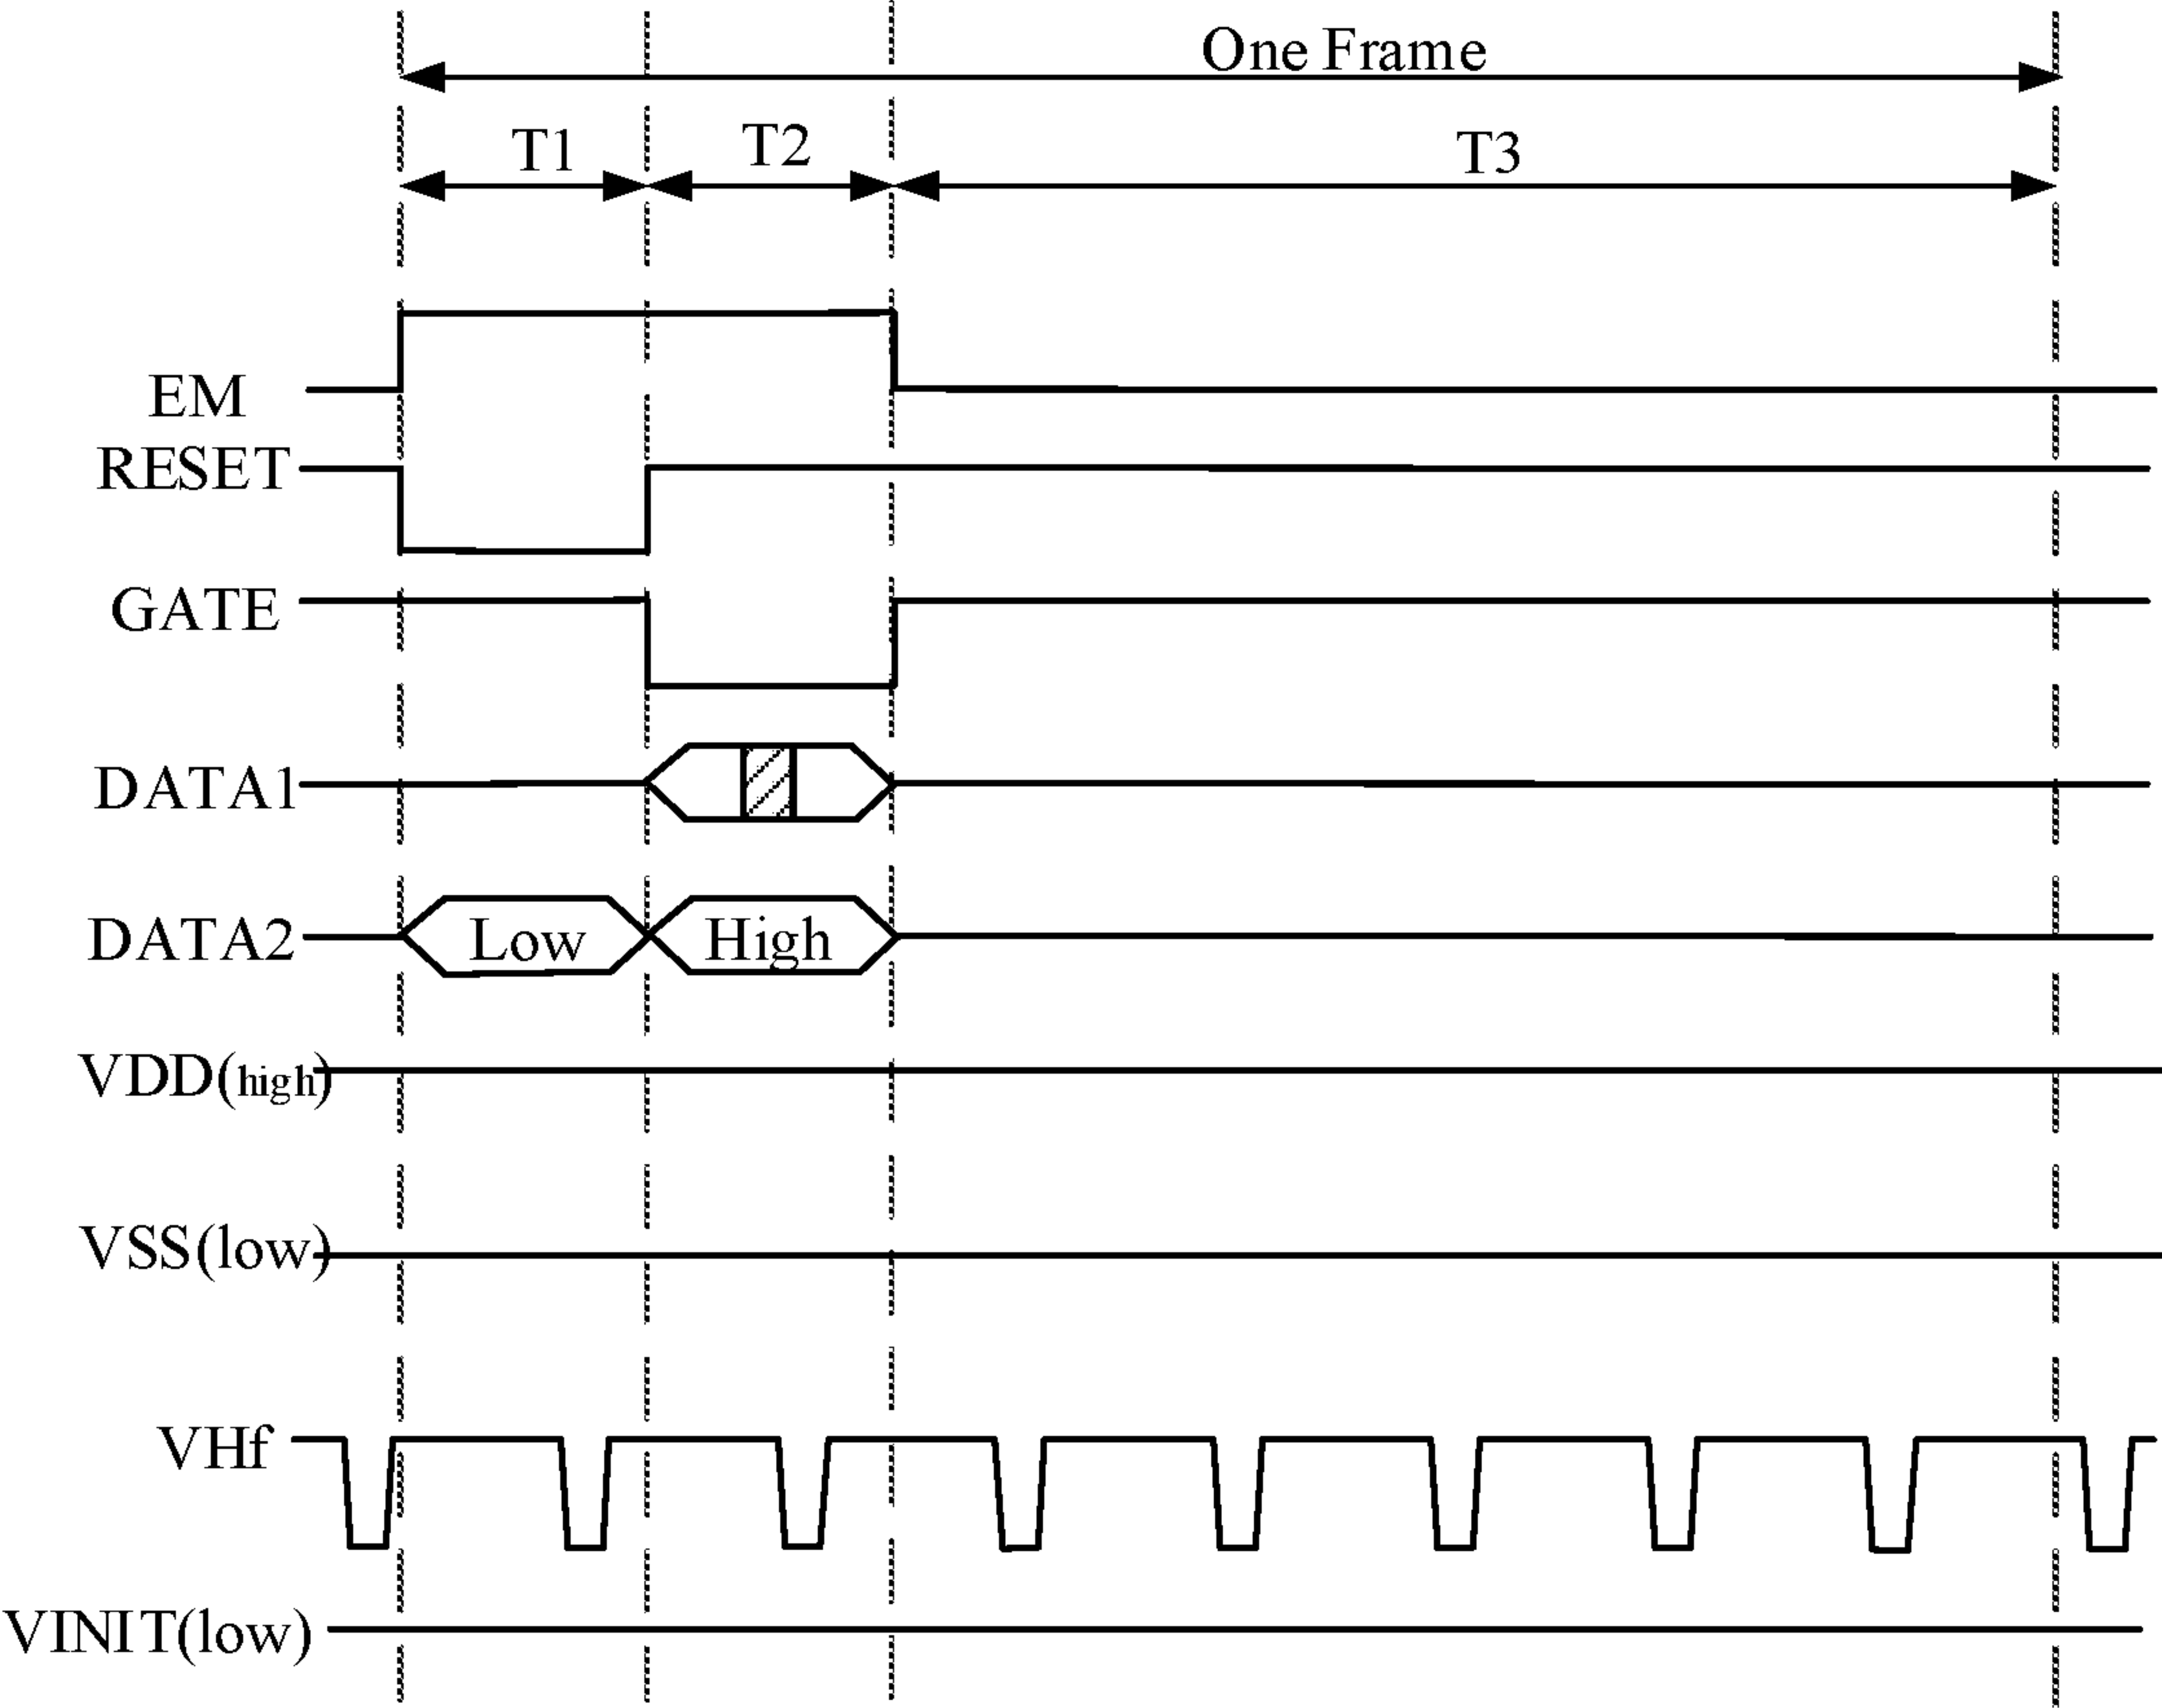 One Frame
T1 T2 T3
EM
RESET
GATE
DATA1
DATA2 Low High
VDD(high)
VSS(low)
VHf
VINIT(low)